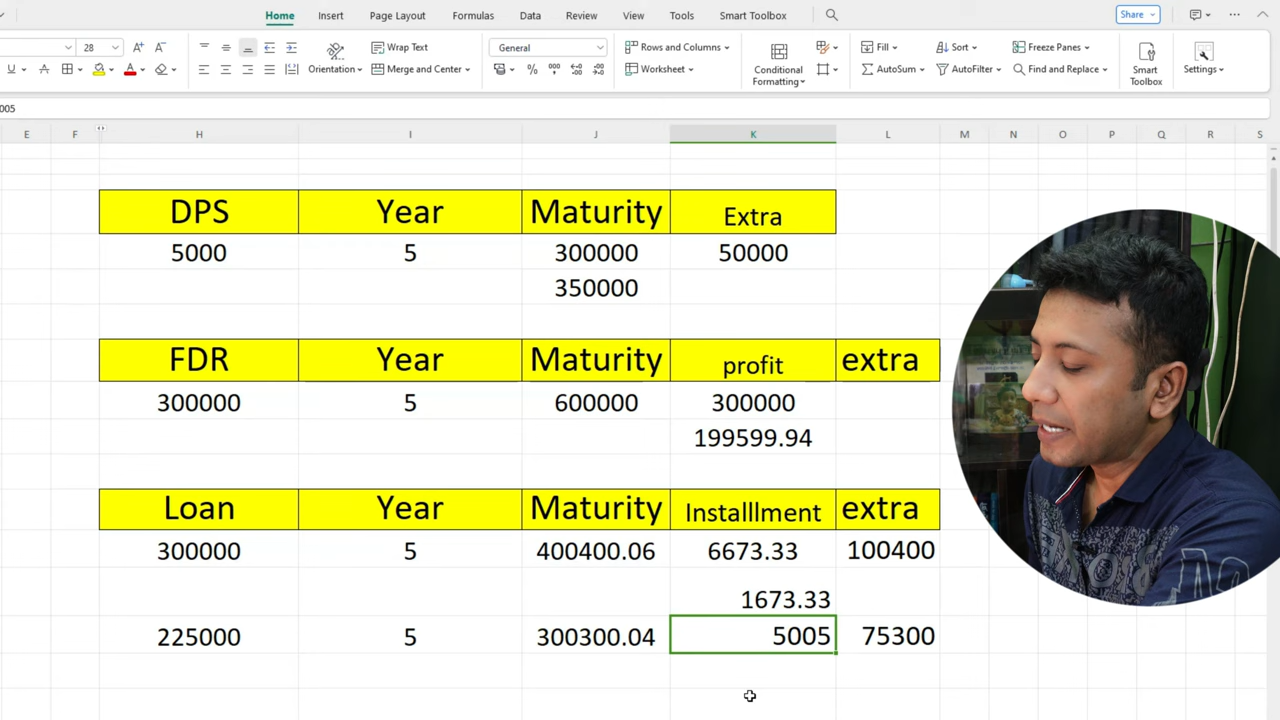 Home Insert Page Layout Formulas Data Review View Tools Smart Toolbox Share
28 A+ A- Wrap Text General Rows and Columns Fill Sort Freeze Panes
U A A Orientation Merge and Center % Worksheet Conditional Formatting AutoSum AutoFilter Find and Replace Smart Toolbox Settings
005
E F H I J K L M N O P Q R S
DPS Year Maturity Extra
5000 5 300000 50000
350000
FDR Year Maturity profit extra
300000 5 600000 300000
199599.94
Loan Year Maturity Installlment extra
300000 5 400400.06 6673.33 100400
1673.33
225000 5 300300.04 5005 75300